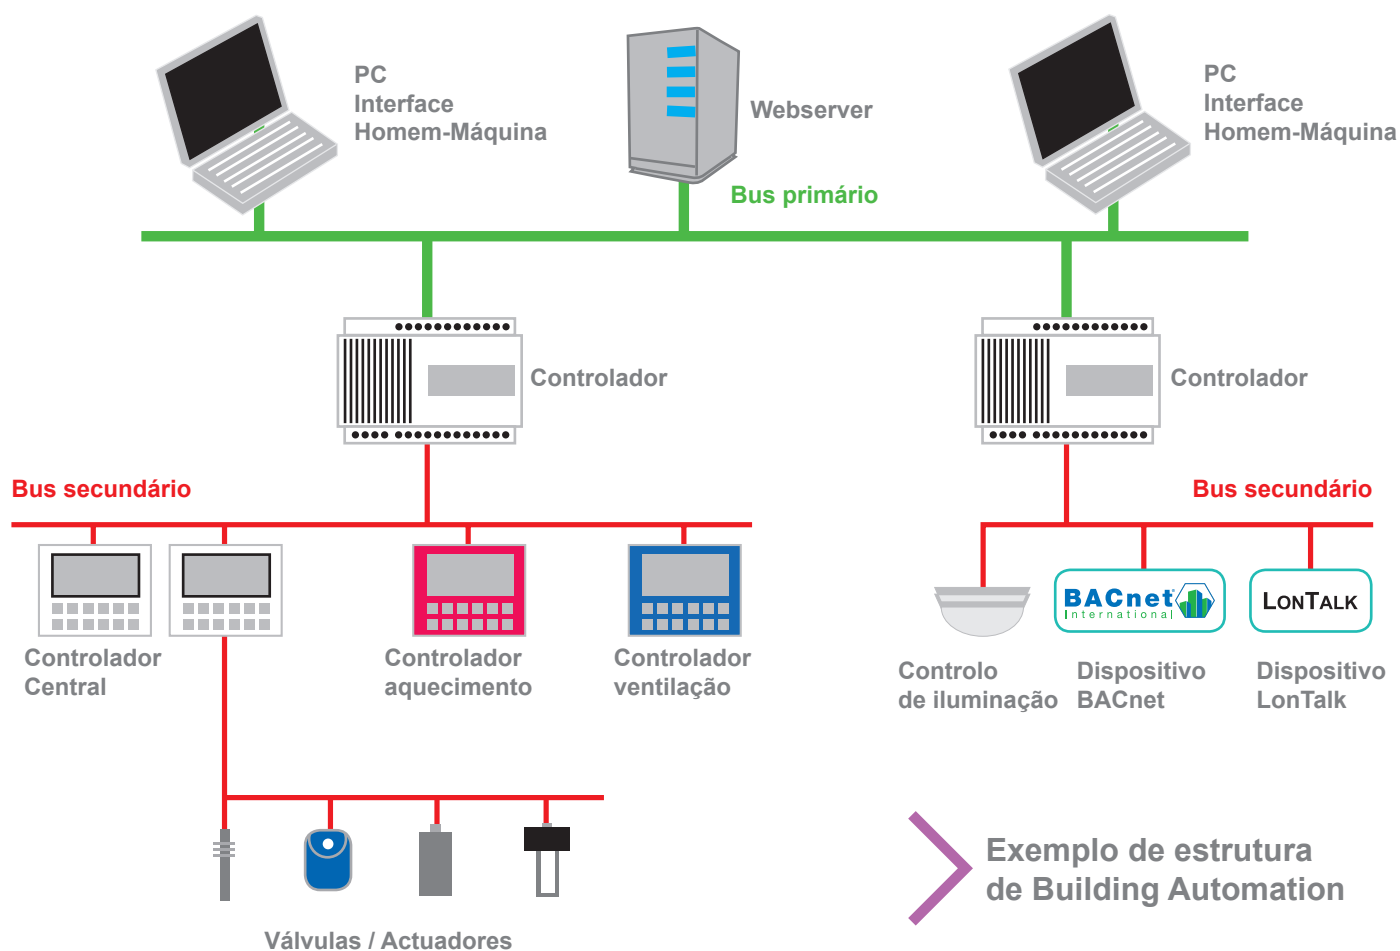 PC
Interface
Homem-Máquina
Webserver
PC
Interface
Homem-Máquina
Bus primário
Controlador
Controlador
Bus secundário
Bus secundário
BACnet®
International
LONTALK
Controlador
Central
Controlador
aquecimento
Controlador
ventilação
Controlo
de iluminação
Dispositivo
BACnet
Dispositivo
LonTalk
Exemplo de estrutura
de Building Automation
Válvulas / Actuadores